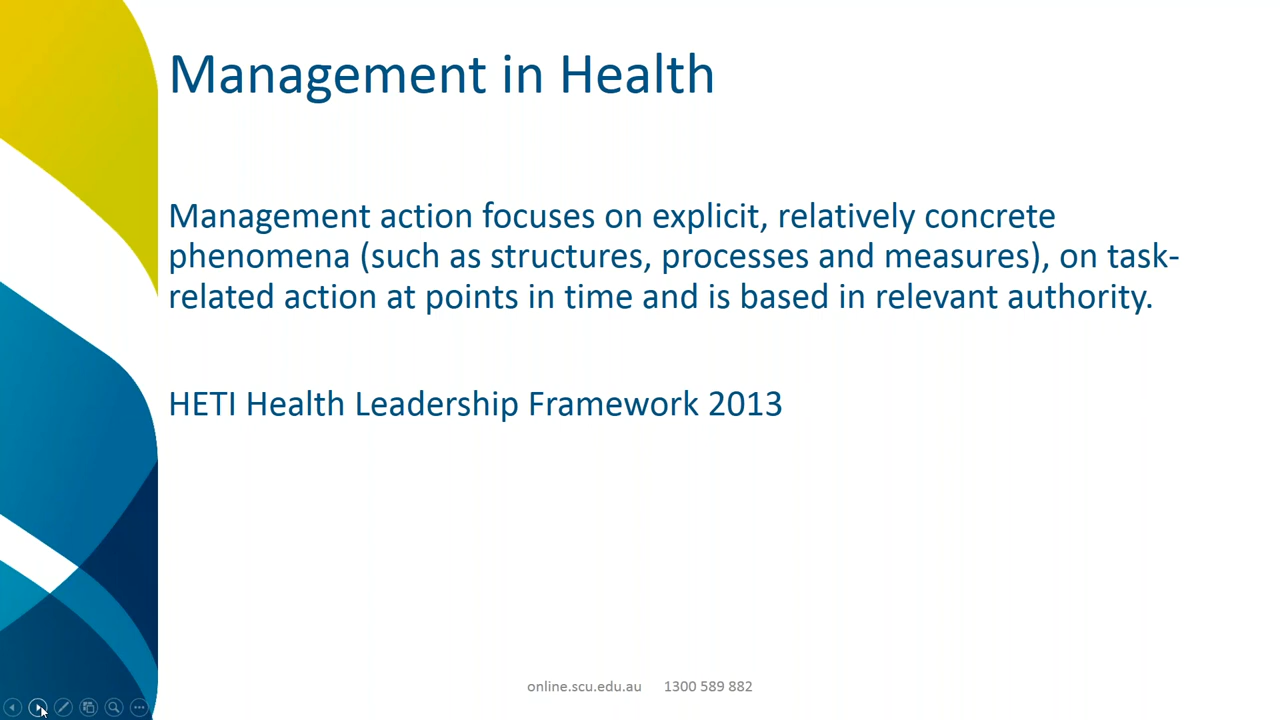 Management in Health
Management action focuses on explicit, relatively concrete
phenomena (such as structures, processes and measures), on task-
related action at points in time and is based in relevant authority.
HETI Health Leadership Framework 2013
online.scu.edu.au 1300 589 882